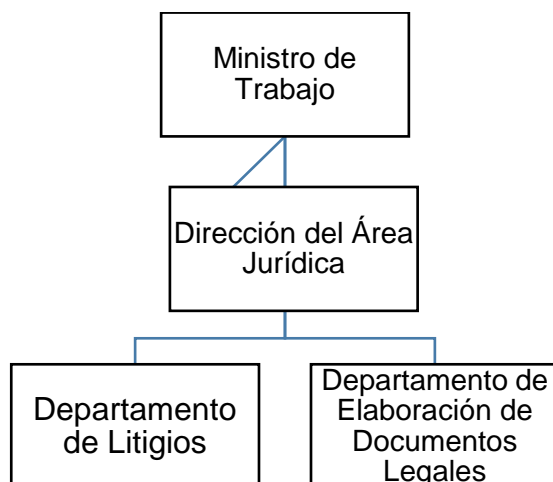 Ministro de
Trabajo
Dirección del Área
Jurídica
Departamento
de Litigios
Departamento de
Elaboración de
Documentos
Legales